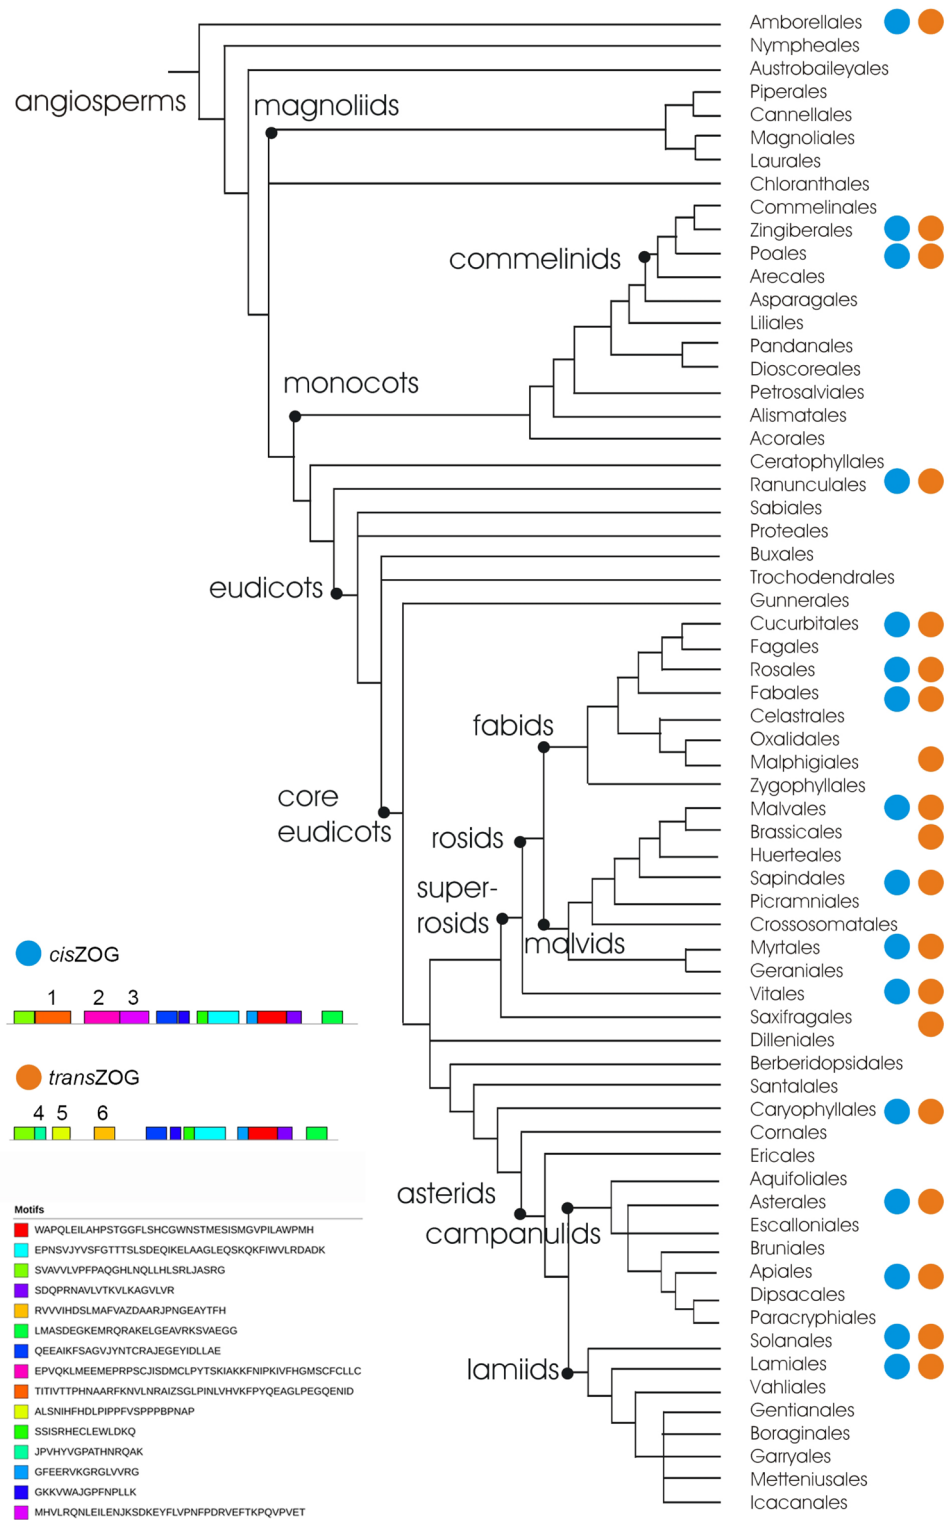 Amborellales
Nympheales
Austrobaileyales
angiosperms
magnoliids
Piperales
Cannellales
Magnoliales
Laurales
Chloranthales
Commelinales
Zingiberales
commelinids
Poales
Arecales
Asparagales
Liliales
Pandanales
Dioscoreales
monocots
Petrosalviales
Alismatales
Acorales
Ceratophyllales
Ranunculales
Sabiales
Proteales
Buxales
Trochodendrales
eudicots
Gunnerales
Cucurbitales
Fagales
Rosales
Fabales
Celastrales
fabids
Oxalidales
Malphigiales
Zygophyllales
core
eudicots
Malvales
Brassicales
rosids
Huerteales
Sapindales
super-
rosids
Picramniales
Crossosomatales
malvids
Myrtales
Geraniales
Vitales
Saxifragales
Dilleniales
Berberidopsidales
Santalales
Caryophyllales
Cornales
Ericales
asterids
Aquifoliales
Asterales
campanulids
Escalloniales
Bruniales
Apiales
Dipsacales
Paracryphiales
Solanales
lamiids
Lamiales
Vahliales
Gentianales
Boraginales
Garryales
Metteniusales
Icacanales
cisZOG
1 2 3
transZOG
4 5 6
Motifs
WAPQLEILAHPSTGGFLSHCGWNSTMESISMGVPILAWPMH
EPNSVJYVSFGTTTSLSDEQIKELAAGLEQSKQKFIWVLRDADK
SVAVVLVPFPAQGHLNQLLHLSRLJASRG
SDQPRNAVLVTKVLKAGVLVR
RVVVIHDSLMAFVAZDAARJPNGEAYTFH
LMASDEGKEMRQRAKELGEAVRKSVAEGG
QEEAIKFSAGVJYNTCRAJEGEYIDLLAE
EPVQKLMEEMEPRPSCJISDMCLPYTSKIAKKFNIPKIVFHGMSCFCLLC
TITIVTTPHNAARFKNVLNRAIZSGLPINLVHVKFPYQEAGLPEGQENID
ALSNIHFHDLPIPPFVSPPPBPNAP
SSISRHECLEWLDKQ
JPVHYVGPATHNRQAK
GFEERVKGRGLVVRG
GKKVWAJGPFNPLLK
MHVLRQNLEILENJKSDKEYFLVPNFPDRVEFTKPQVPVET